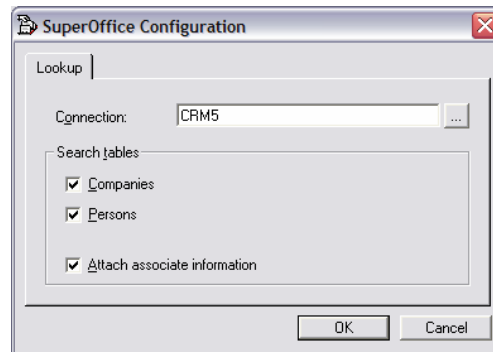 SuperOffice Configuration
Lookup
Connection: CRM5 ...
Search tables
Companies
Persons
Attach associate information
OK Cancel